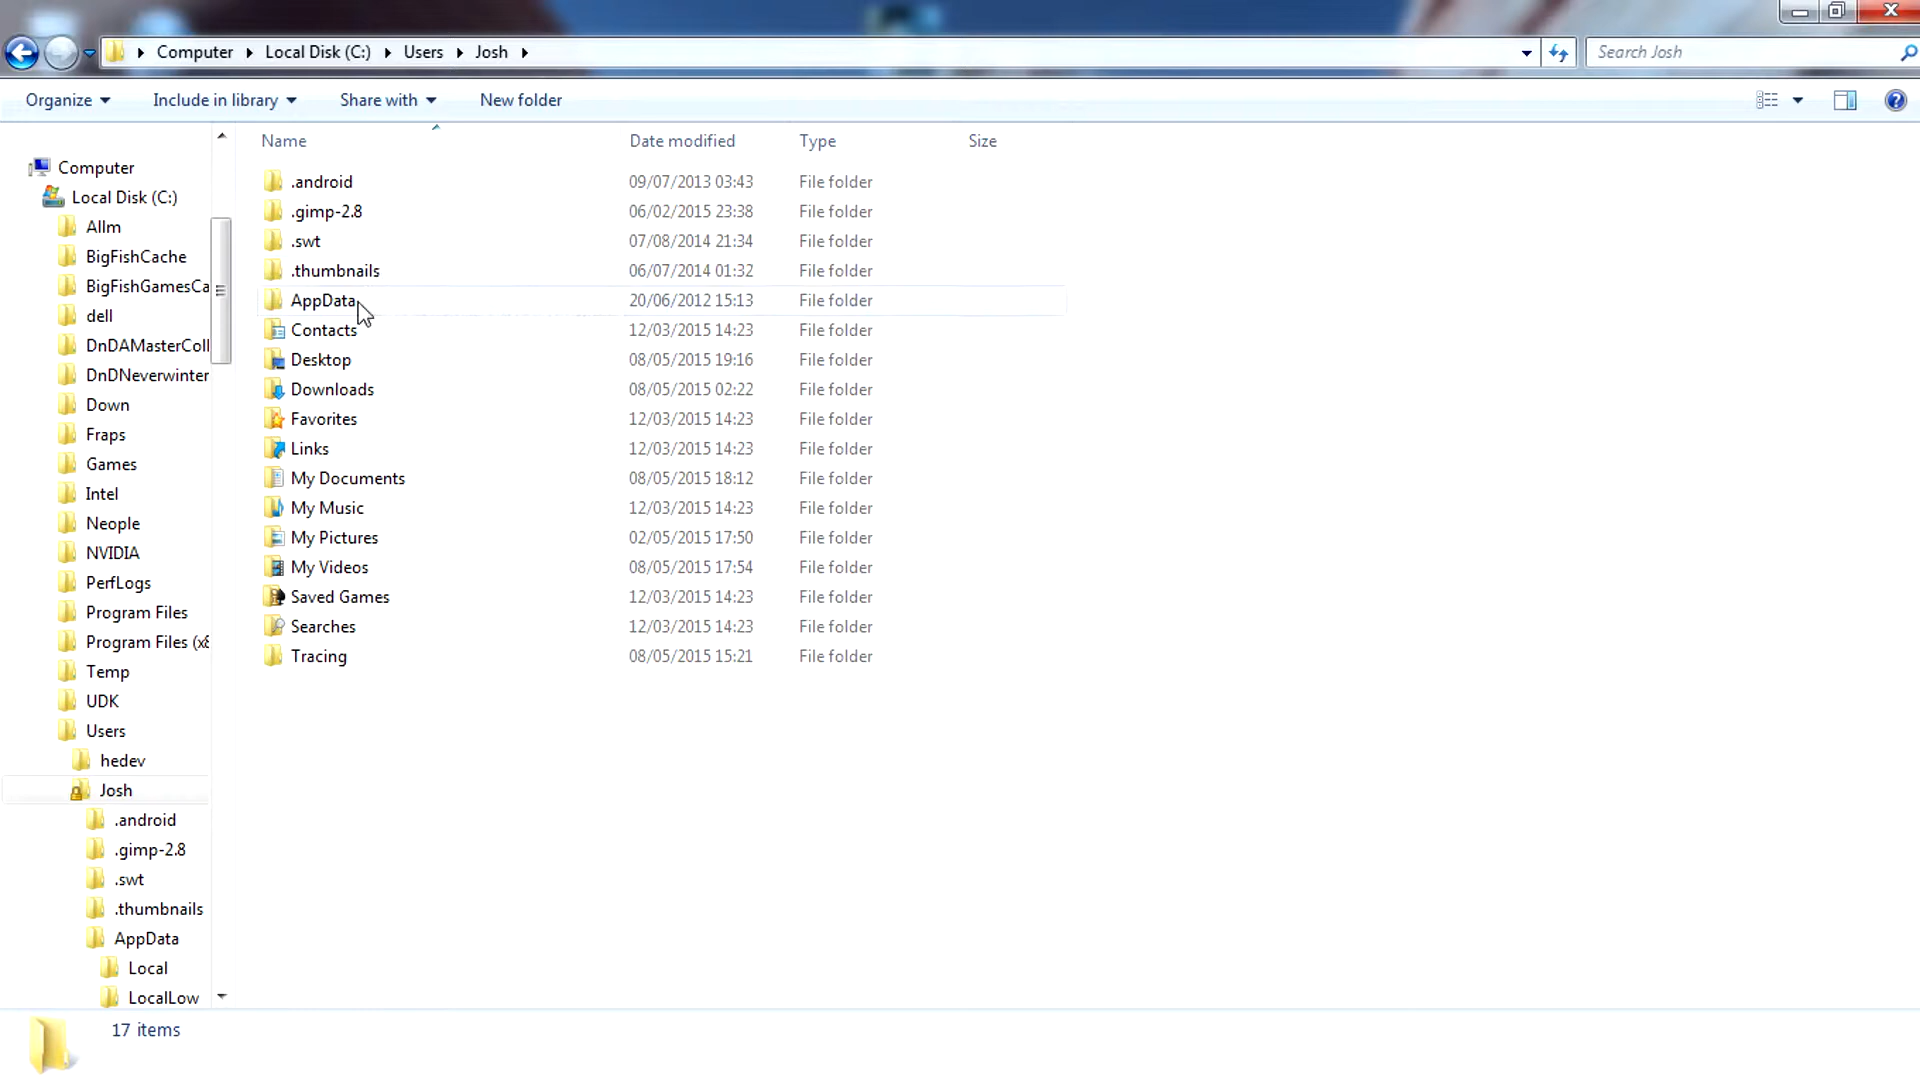 Computer Local Disk (C:) Users Josh
Search Josh
Organize Include in library Share with New folder
Name Date modified Type Size
Computer
Local Disk (C:)
Allm
BigFishCache
BigFishGamesCa
dell
DnDAMasterColl
DnDNeverwinter
Down
Fraps
Games
Intel
Neople
NVIDIA
PerfLogs
Program Files
Program Files (x8
Temp
UDK
Users
hedev
Josh
.android
.gimp-2.8
.swt
.thumbnails
AppData
Local
LocalLow
.android 09/07/2013 03:43 File folder
.gimp-2.8 06/02/2015 23:38 File folder
.swt 07/08/2014 21:34 File folder
.thumbnails 06/07/2014 01:32 File folder
AppData 20/06/2012 15:13 File folder
Contacts 12/03/2015 14:23 File folder
Desktop 08/05/2015 19:16 File folder
Downloads 08/05/2015 02:22 File folder
Favorites 12/03/2015 14:23 File folder
Links 12/03/2015 14:23 File folder
My Documents 08/05/2015 18:12 File folder
My Music 12/03/2015 14:23 File folder
My Pictures 02/05/2015 17:50 File folder
My Videos 08/05/2015 17:54 File folder
Saved Games 12/03/2015 14:23 File folder
Searches 12/03/2015 14:23 File folder
Tracing 08/05/2015 15:21 File folder
17 items